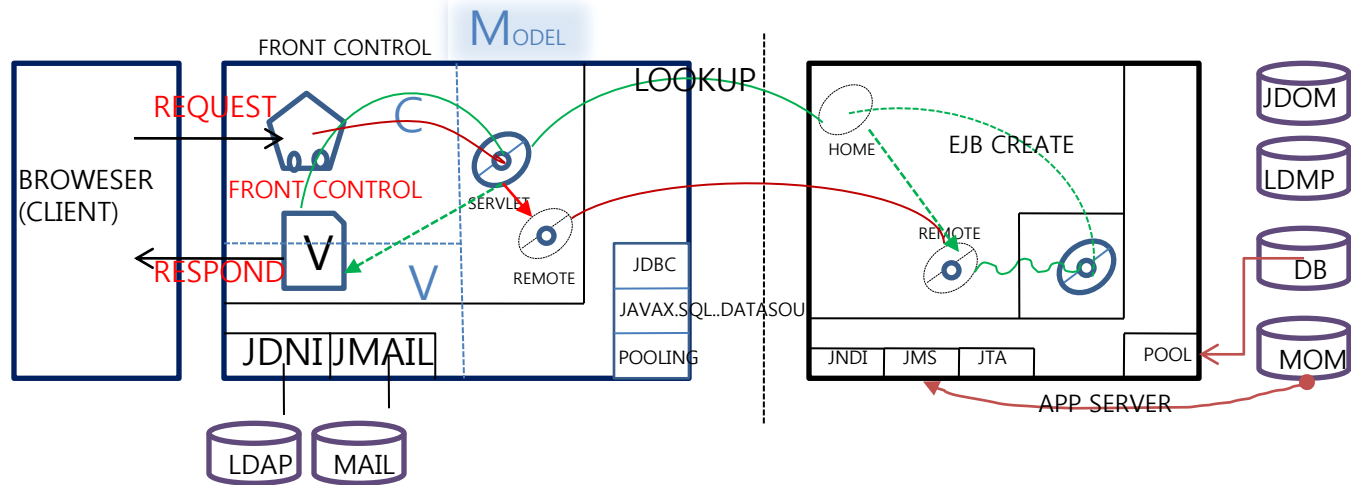 MODEL
FRONT CONTROL
LOOKUP
REQUEST
C
JDOM
HOME
EJB CREATE
BROWESER
(CLIENT)
FRONT CONTROL
LDMP
SERVLET
V
REMOTE
RESPOND
V
REMOTE
JDBC
DB
JAVAX.SQL..DATASOU
JDNI
JMAIL
POOLING
JNDI
JMS
JTA
POOL
MOM
APP SERVER
LDAP
MAIL